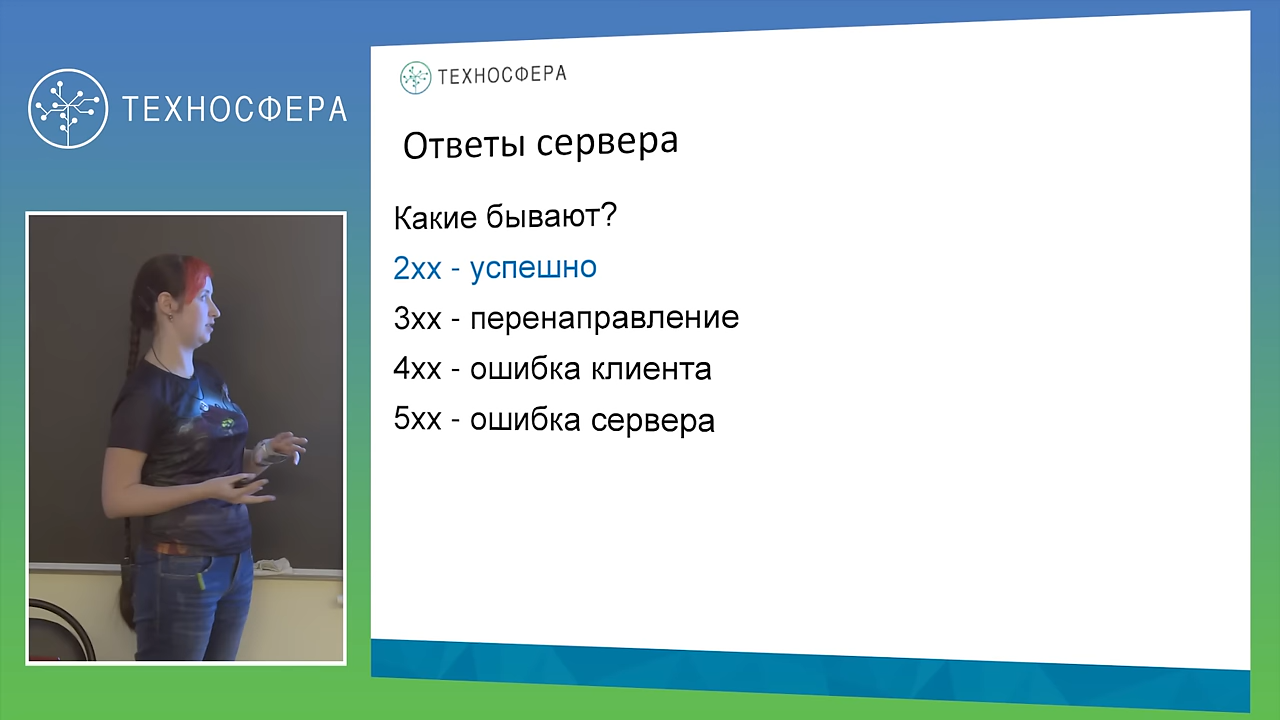 ТЕХНОСФЕРА
ТЕХНОСФЕРА
Ответы сервера
Какие бывают?
2xx - успешно
3xx - перенаправление
4xx - ошибка клиента
5xx - ошибка сервера